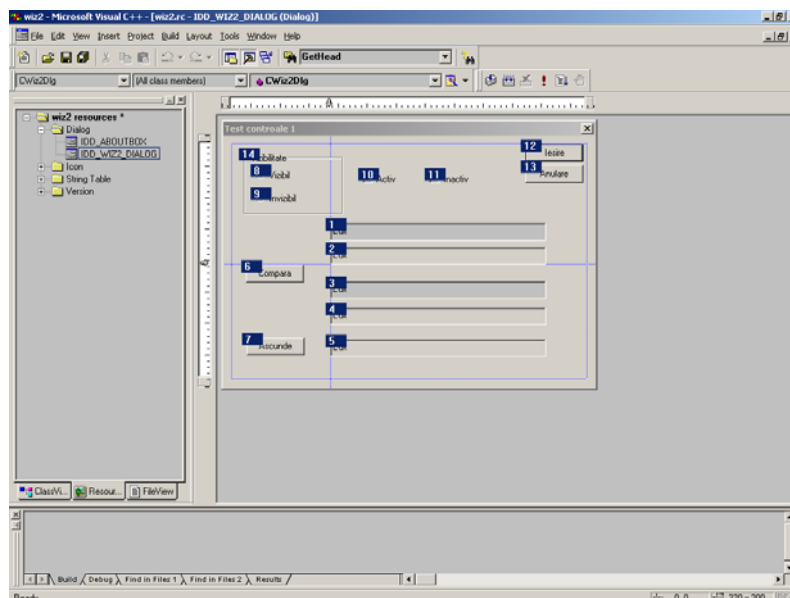 wiz2 - Microsoft Visual C++ - [wiz2.rc - IDD_WIZ2_DIALOG (Dialog)]
File Edit View Insert Project Build Layout Tools Window Help
GetHead
CWiz2Dlg (All class members) CWiz2Dlg
wiz2 resources *
Dialog
IDD_ABOUTBOX
IDD_WIZ2_DIALOG
Icon
String Table
Version
Test controale 1
12 Iesire
14 zibilitate
13 Anulare
8 Vizibil
10 Activ
11 Inactiv
9 Invizibil
1
2
6 Compara
3
4
7 Ascunde
5
ClassVi... Resour... FileView
Build Debug Find in Files 1 Find in Files 2 Results